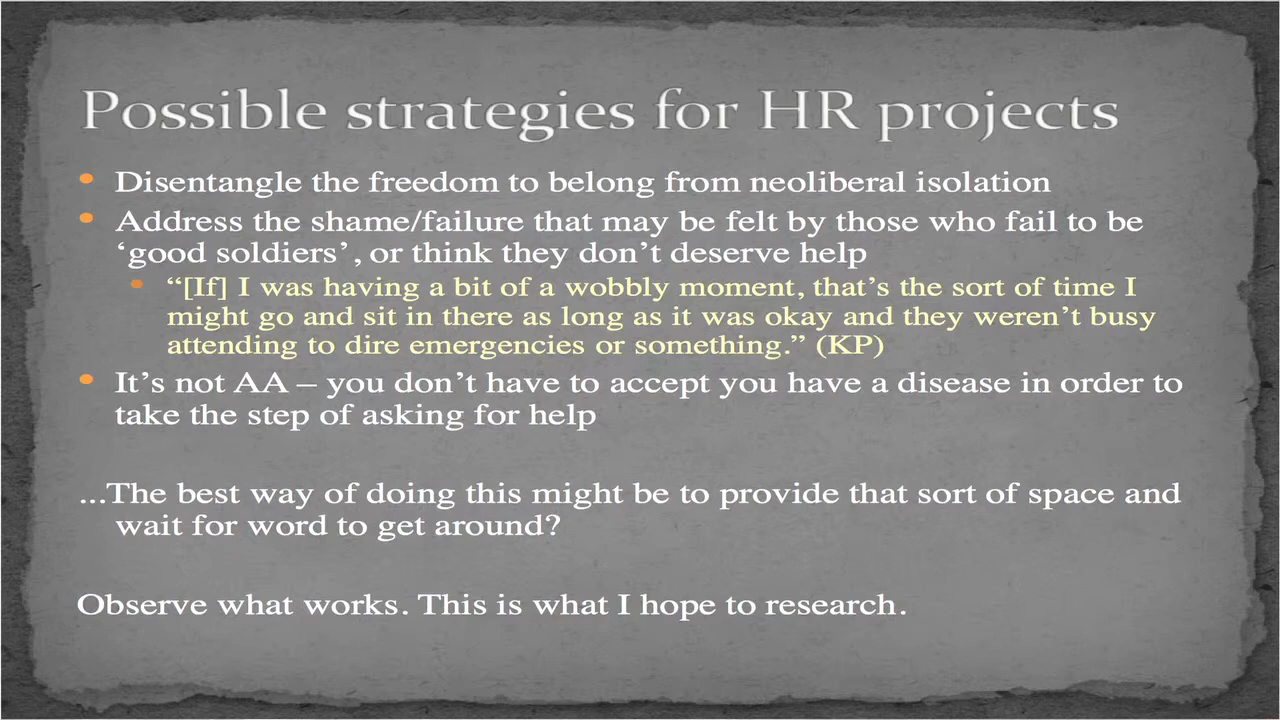 Possible strategies for HR projects
Disentangle the freedom to belong from neoliberal isolation
Address the shame/failure that may be felt by those who fail to be
‘good soldiers’, or think they don’t deserve help
“[If] I was having a bit of a wobbly moment, that’s the sort of time I
might go and sit in there as long as it was okay and they weren’t busy
attending to dire emergencies or something.” (KP)
It’s not AA – you don’t have to accept you have a disease in order to
take the step of asking for help
...The best way of doing this might be to provide that sort of space and
wait for word to get around?
Observe what works. This is what I hope to research.